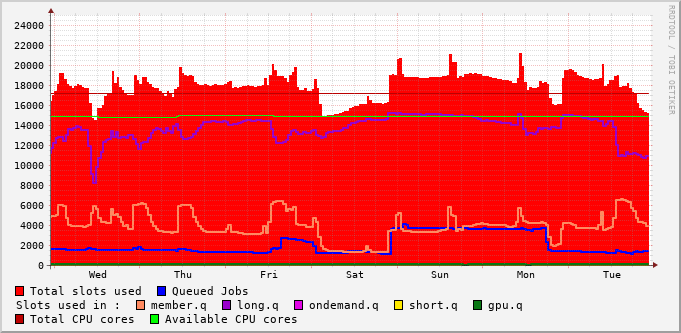 RRDTOOL / TOBI OETIKER
24000
22000
20000
18000
16000
14000
12000
10000
8000
6000
4000
2000
0
Wed Thu Fri Sat Sun Mon Tue
Total slots used Queued Jobs
Slots used in : member.q long.q ondemand.q short.q gpu.q
Total CPU cores Available CPU cores